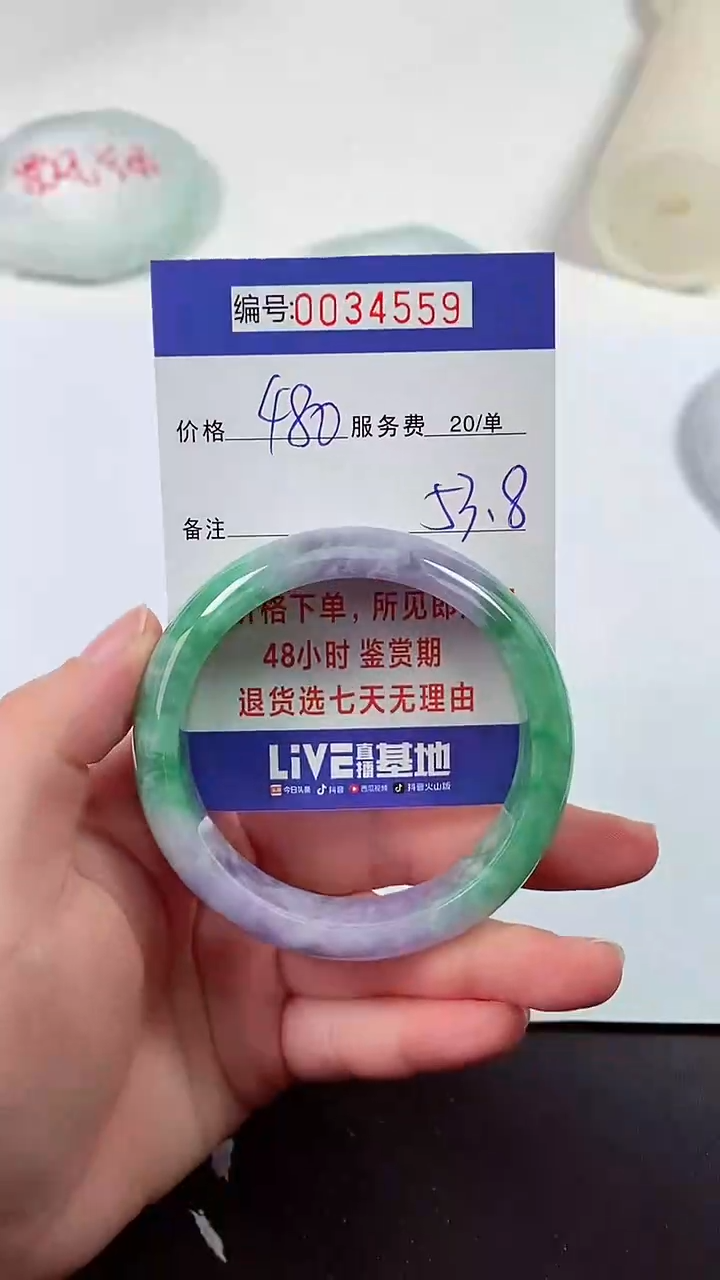 编号:0034559
价格 480 服务费 20/单
备注 53.8
格下单，所见即
48小时 鉴赏期
退货选七天无理由
LiVE直播基地
今日头条 抖音 西瓜视频 抖音火山版